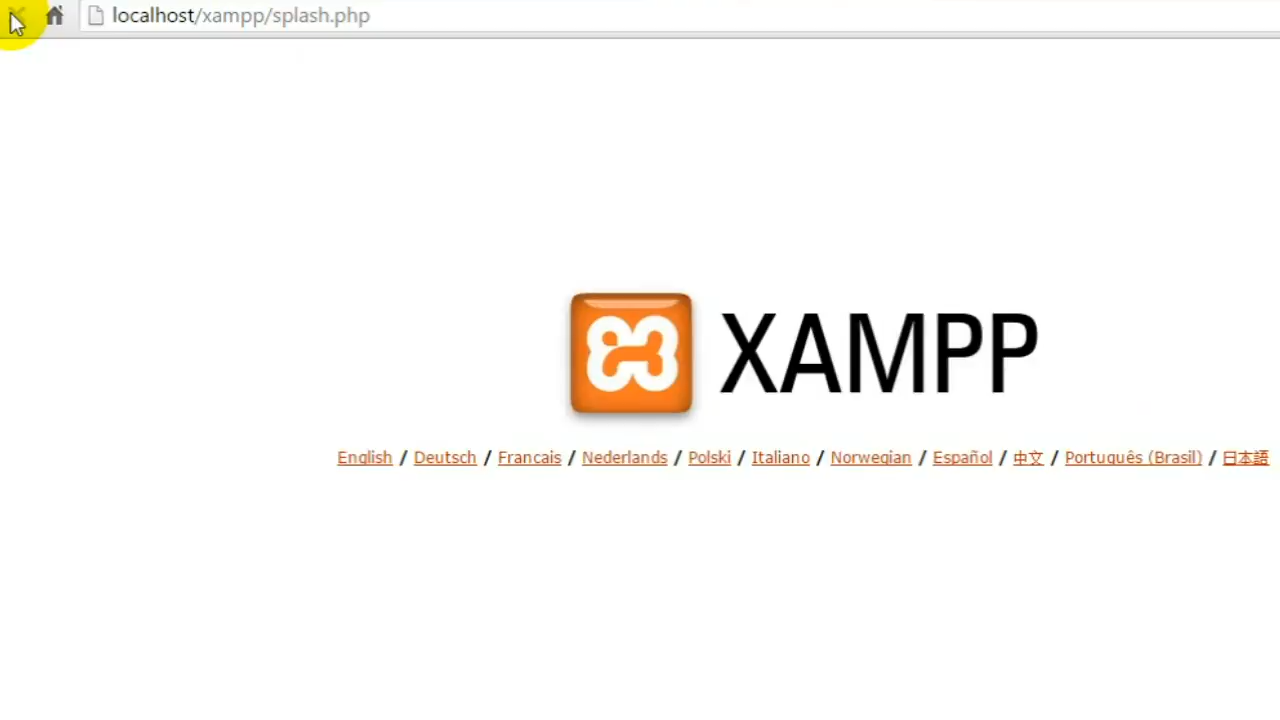 localhost/xampp/splash.php
XAMPP
English / Deutsch / Francais / Nederlands / Polski / Italiano / Norwegian / Español / 中文 / Português (Brasil) / 日本語